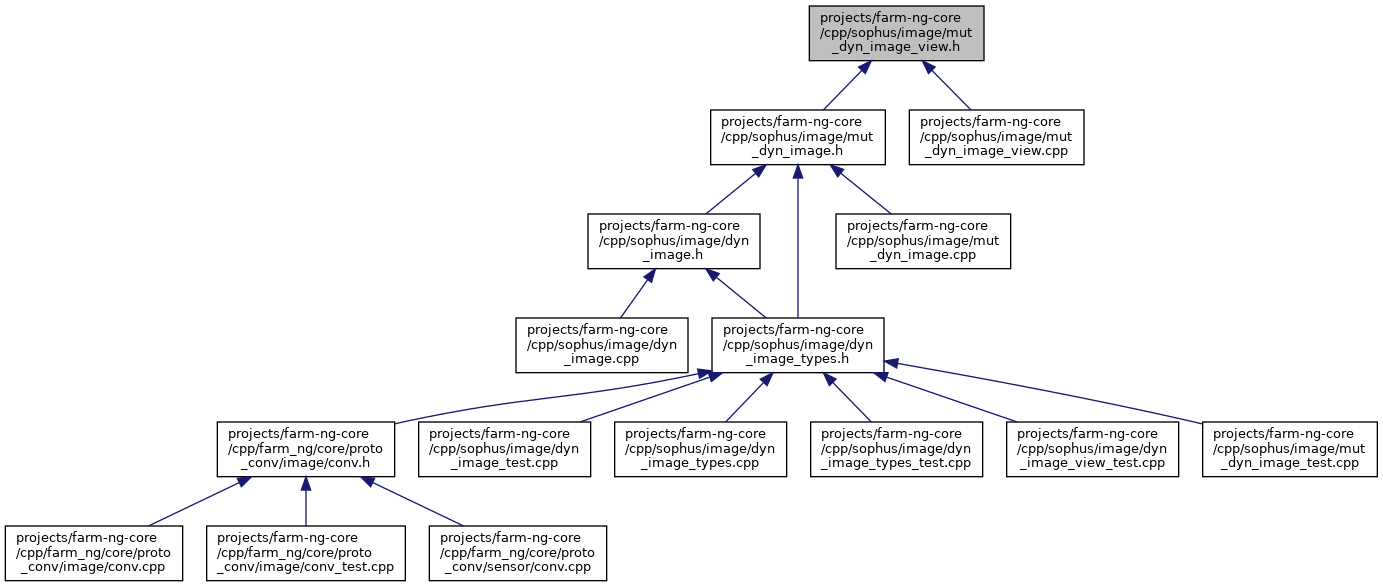 projects/farm-ng-core
/cpp/sophus/image/mut
_dyn_image_view.h
projects/farm-ng-core
/cpp/sophus/image/mut
_dyn_image.h
projects/farm-ng-core
/cpp/sophus/image/mut
_dyn_image_view.cpp
projects/farm-ng-core
/cpp/sophus/image/dyn
_image.h
projects/farm-ng-core
/cpp/sophus/image/mut
_dyn_image.cpp
projects/farm-ng-core
/cpp/sophus/image/dyn
_image.cpp
projects/farm-ng-core
/cpp/sophus/image/dyn
_image_types.h
projects/farm-ng-core
/cpp/farm_ng/core/proto
_conv/image/conv.h
projects/farm-ng-core
/cpp/sophus/image/dyn
_image_test.cpp
projects/farm-ng-core
/cpp/sophus/image/dyn
_image_types.cpp
projects/farm-ng-core
/cpp/sophus/image/dyn
_image_types_test.cpp
projects/farm-ng-core
/cpp/sophus/image/dyn
_image_view_test.cpp
projects/farm-ng-core
/cpp/sophus/image/mut
_dyn_image_test.cpp
projects/farm-ng-core
/cpp/farm_ng/core/proto
_conv/image/conv.cpp
projects/farm-ng-core
/cpp/farm_ng/core/proto
_conv/image/conv_test.cpp
projects/farm-ng-core
/cpp/farm_ng/core/proto
_conv/sensor/conv.cpp